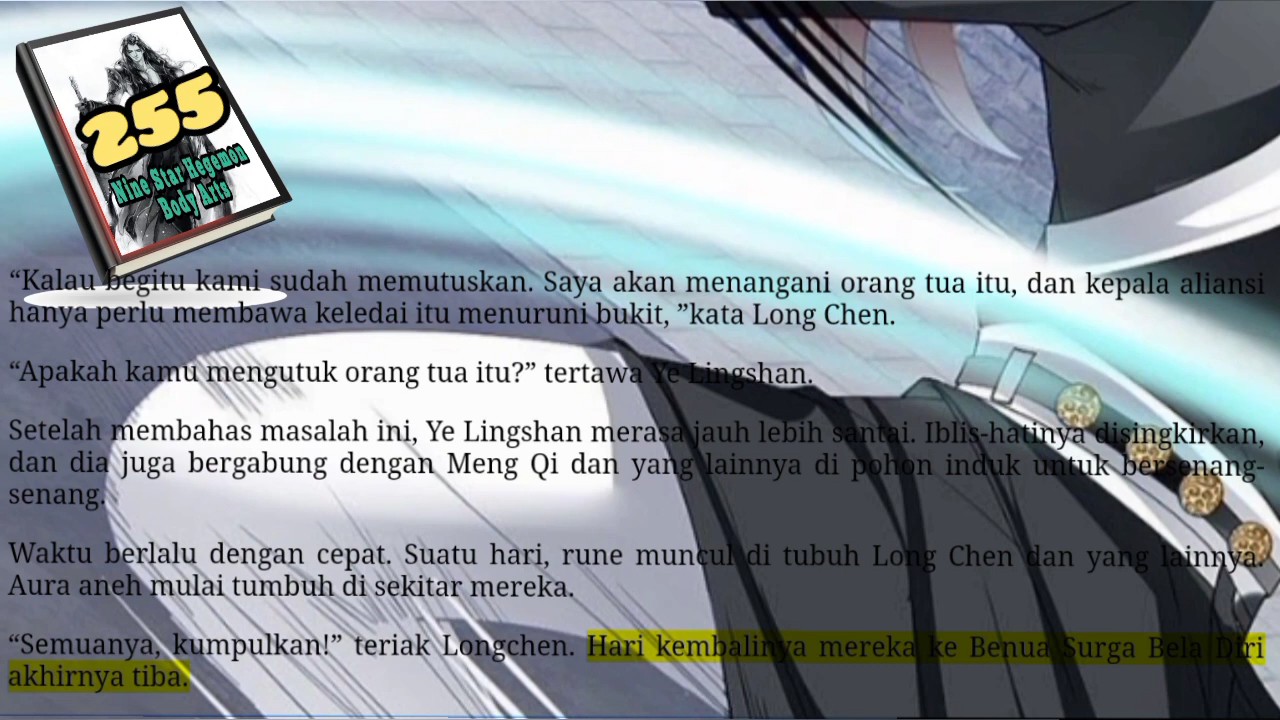 255
Nine Star Hegemon
Body Arts
“Kalau begitu kami sudah memutuskan. Saya akan menangani orang tua itu, dan kepala aliansi
hanya perlu membawa keledai itu menuruni bukit, ”kata Long Chen.
“Apakah kamu mengutuk orang tua itu?” tertawa Ye Lingshan.
Setelah membahas masalah ini, Ye Lingshan merasa jauh lebih santai. Iblis-hatinya disingkirkan,
dan dia juga bergabung dengan Meng Qi dan yang lainnya di pohon induk untuk bersenang-
senang.
Waktu berlalu dengan cepat. Suatu hari, rune muncul di tubuh Long Chen dan yang lainnya.
Aura aneh mulai tumbuh di sekitar mereka.
“Semuanya, kumpulkan!” teriak Longchen. Hari kembalinya mereka ke Benua Surga Bela Diri
akhirnya tiba.